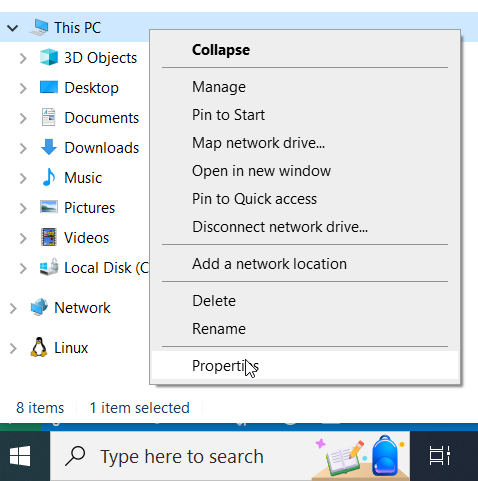 This PC
3D Objects
Desktop
Documents
Downloads
Music
Pictures
Videos
Local Disk (C
Network
Linux
Collapse
Manage
Pin to Start
Map network drive...
Open in new window
Pin to Quick access
Disconnect network drive...
Add a network location
Delete
Rename
Properties
8 items
1 item selected
Type here to search